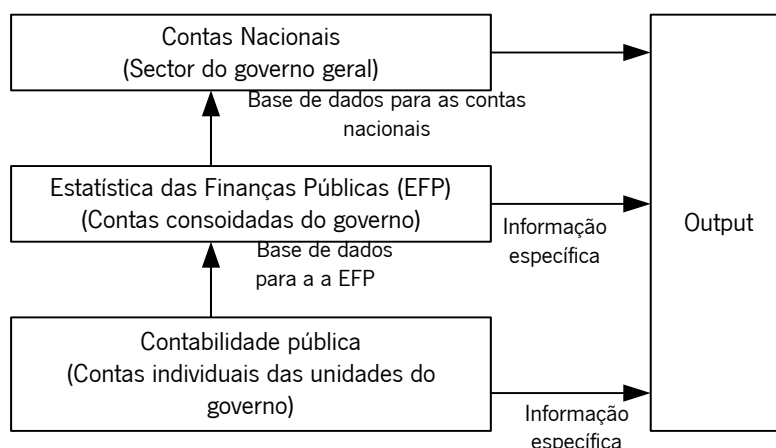 Contas Nacionais
(Sector do governo geral)
Base de dados para as contas
nacionais
Estatística das Finanças Públicas (EFP)
(Contas consoidadas do governo)
Informação
específica
Output
Base de dados
para a a EFP
Contabilidade pública
(Contas individuais das unidades do
governo)
Informação
específica